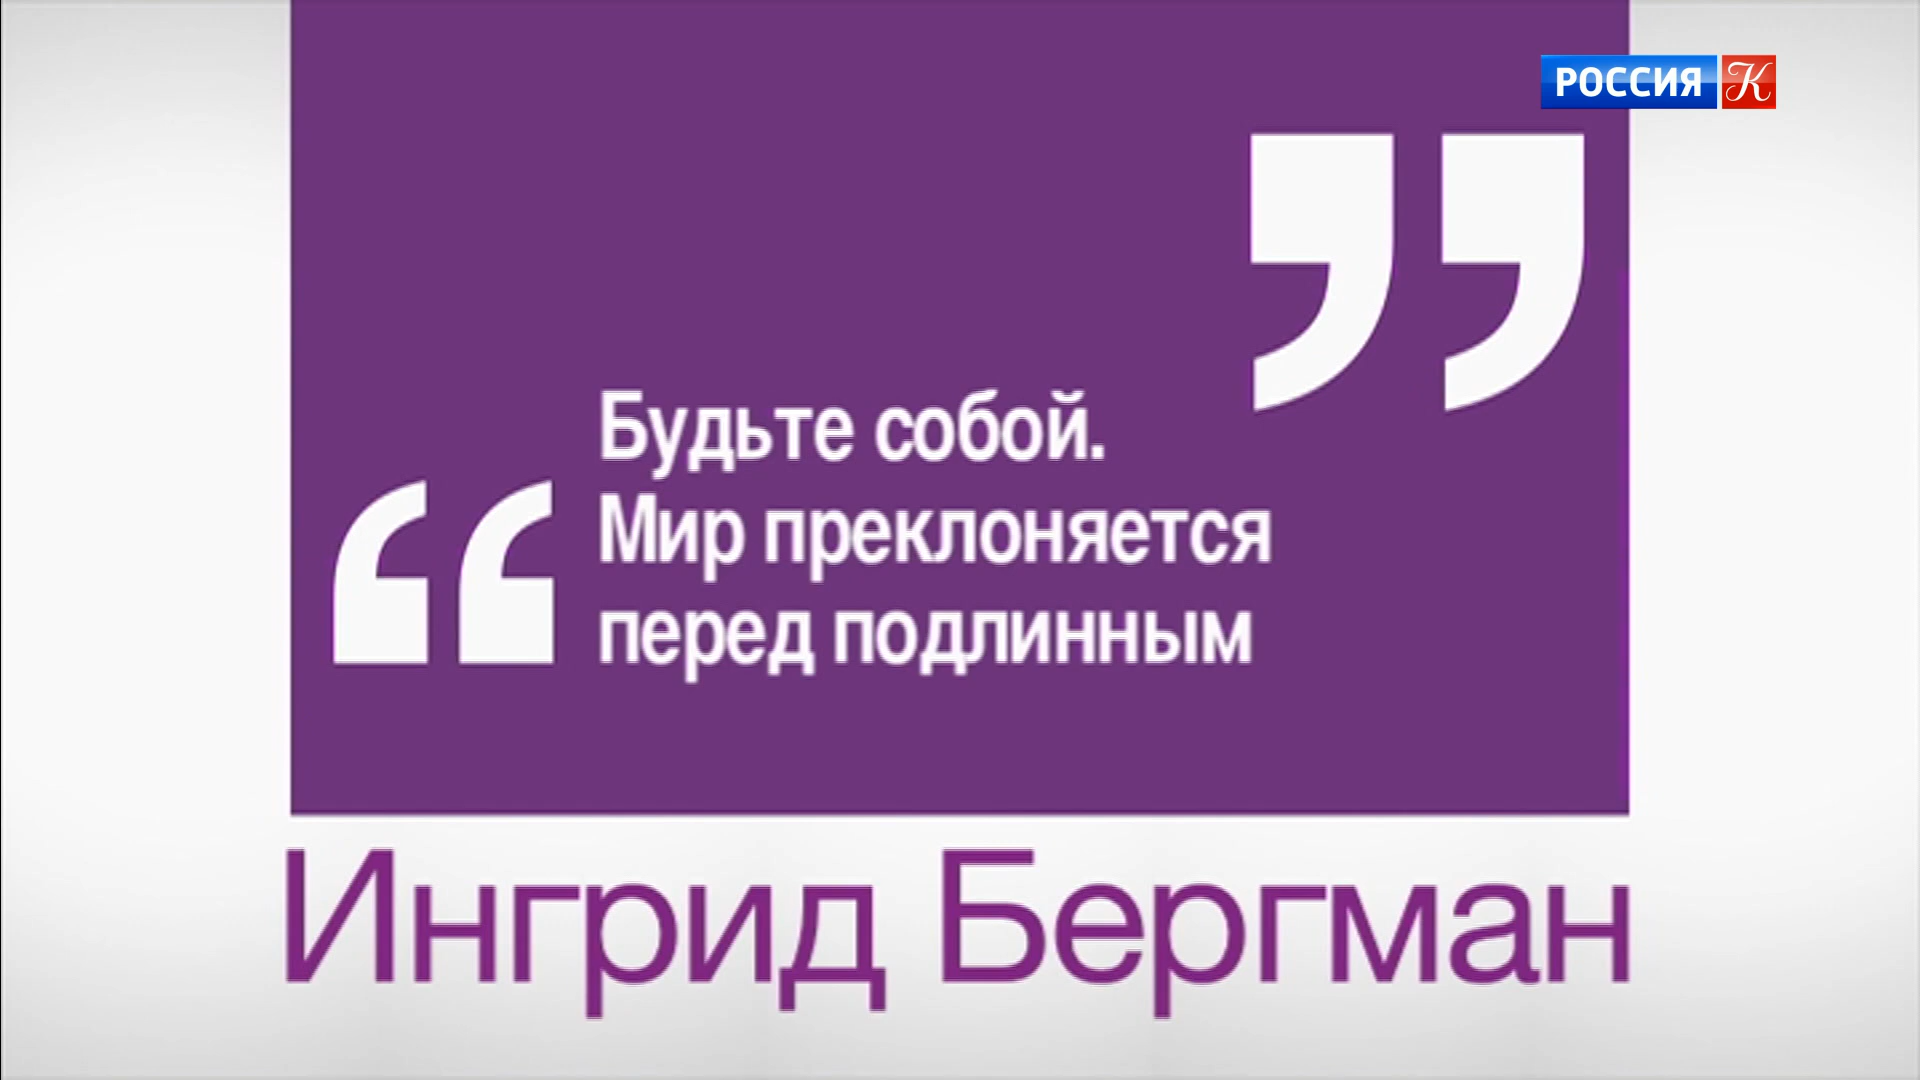 РОССИЯ К
Будьте собой.
Мир преклоняется
перед подлинным
Ингрид Бергман